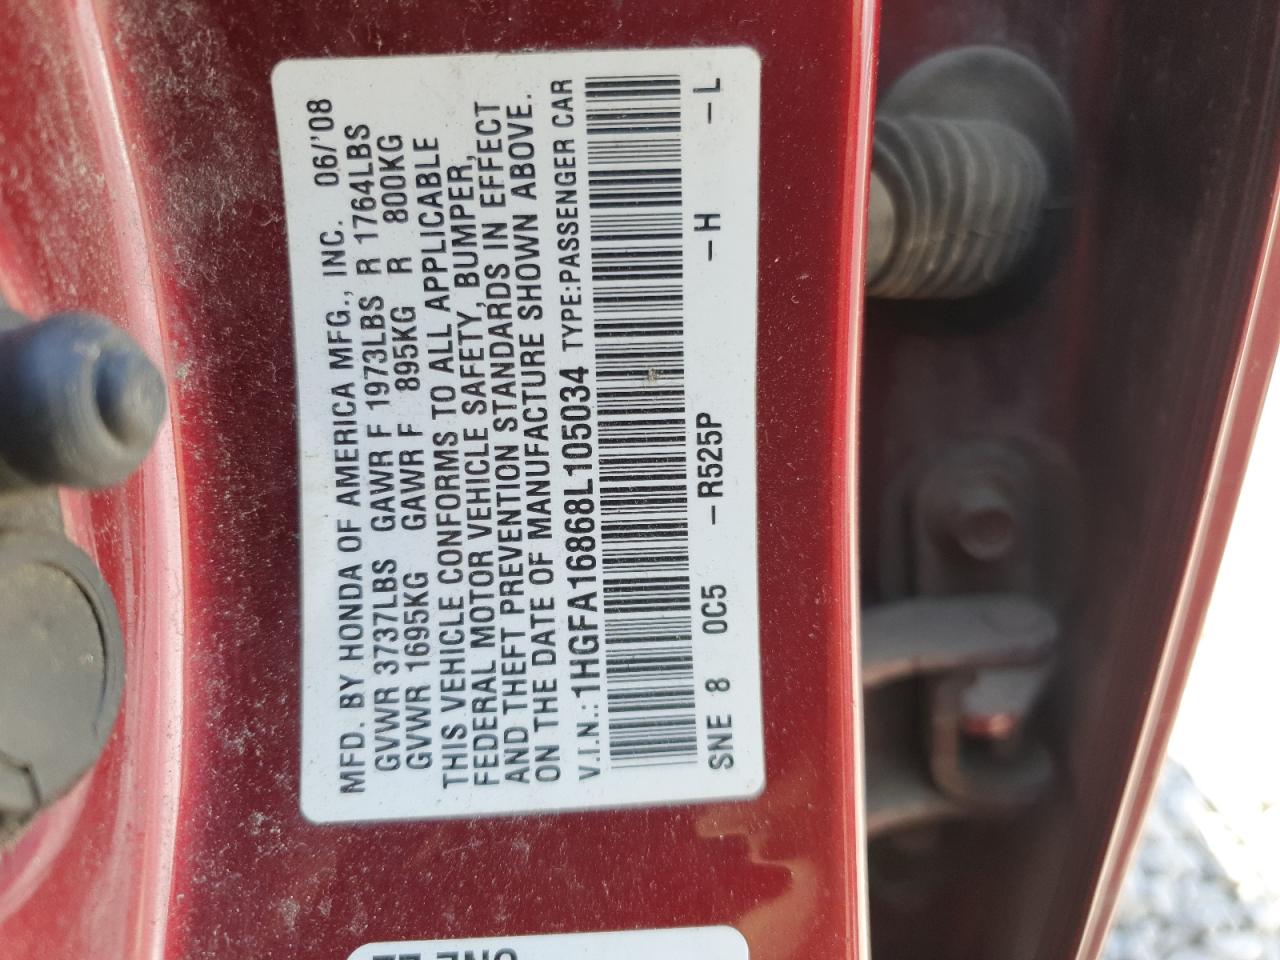 MFD. BY HONDA OF AMERICA MFG., INC. 06/'08
GVWR 3737LBS GAWR F 1973LBS R 1764LBS
GVWR 1695KG GAWR F 895KG R 800KG
THIS VEHICLE CONFORMS TO ALL APPLICABLE
FEDERAL MOTOR VEHICLE SAFETY, BUMPER,
AND THEFT PREVENTION STANDARDS IN EFFECT
ON THE DATE OF MANUFACTURE SHOWN ABOVE.
V.I.N.: 1HGFA16868L105034 TYPE:PASSENGER CAR
SNE 8 0C5 -R525P -H -L